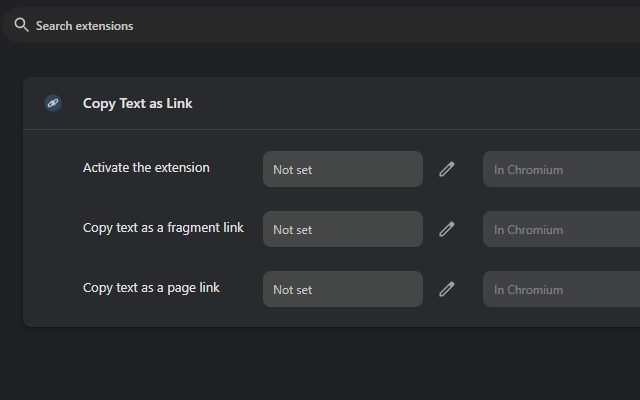 Search extensions
Copy Text as Link
Activate the extension Not set In Chromium
Copy text as a fragment link Not set In Chromium
Copy text as a page link Not set In Chromium